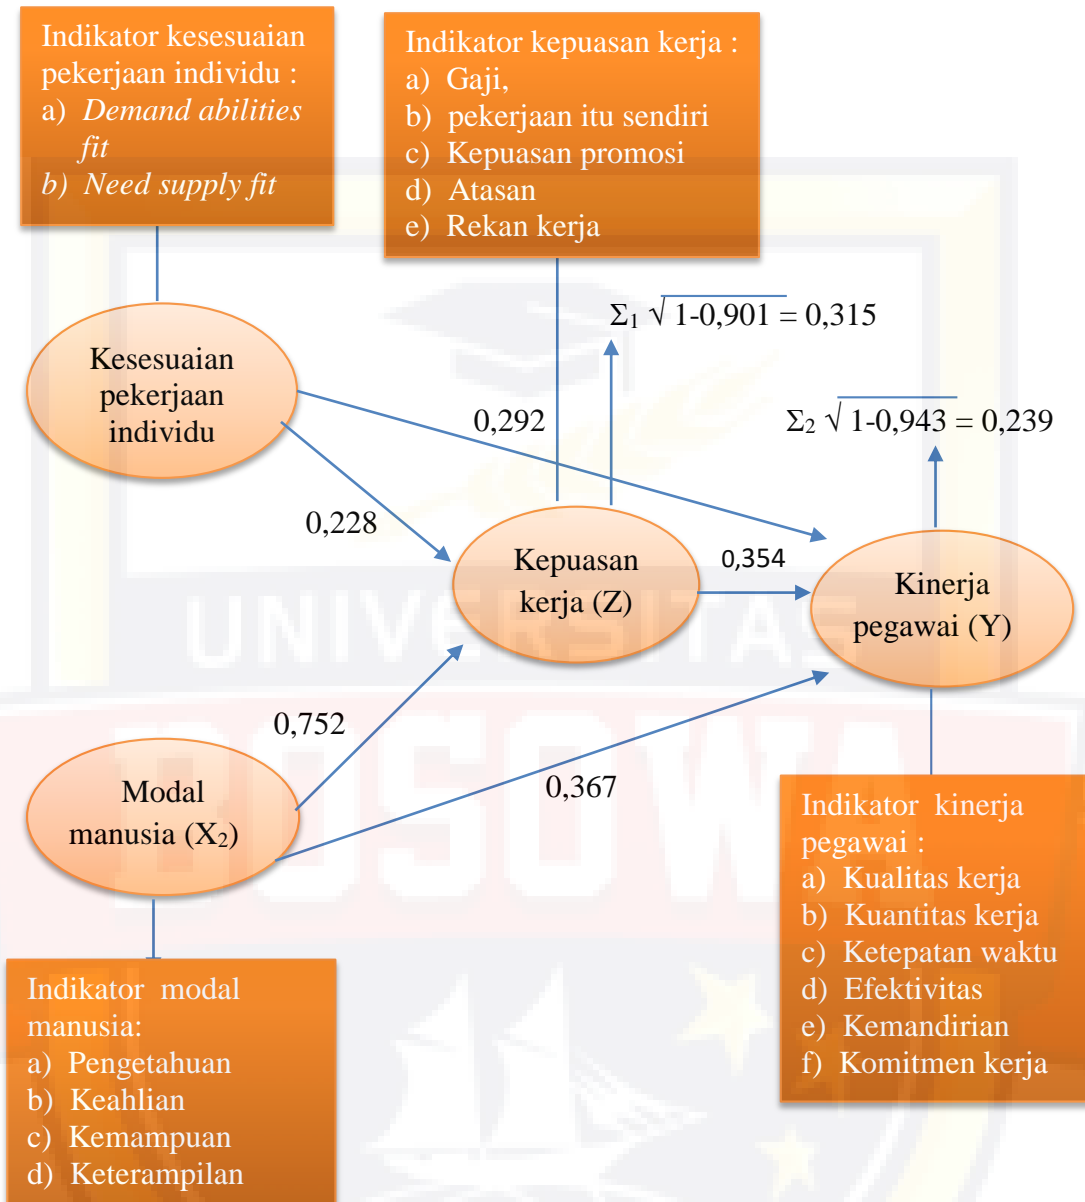 Indikator kesesuaian
pekerjaan individu :
a) Demand abilities
fit
b) Need supply fit
Indikator kepuasan kerja :
a) Gaji,
b) pekerjaan itu sendiri
c) Kepuasan promosi
d) Atasan
e) Rekan kerja
Σ₁ √ 1-0,901 = 0,315
Kesesuaian
pekerjaan
individu
0,292
Σ₂ √ 1-0,943 = 0,239
0,228
Kepuasan
kerja (Z)
0,354
Kinerja
pegawai (Y)
UNIVERSITAS
0,752
BOSOWA
0,367
Modal
manusia (X₂)
Indikator kinerja
pegawai :
a) Kualitas kerja
b) Kuantitas kerja
c) Ketepatan waktu
d) Efektivitas
e) Kemandirian
f) Komitmen kerja
Indikator modal
manusia:
a) Pengetahuan
b) Keahlian
c) Kemampuan
d) Keterampilan